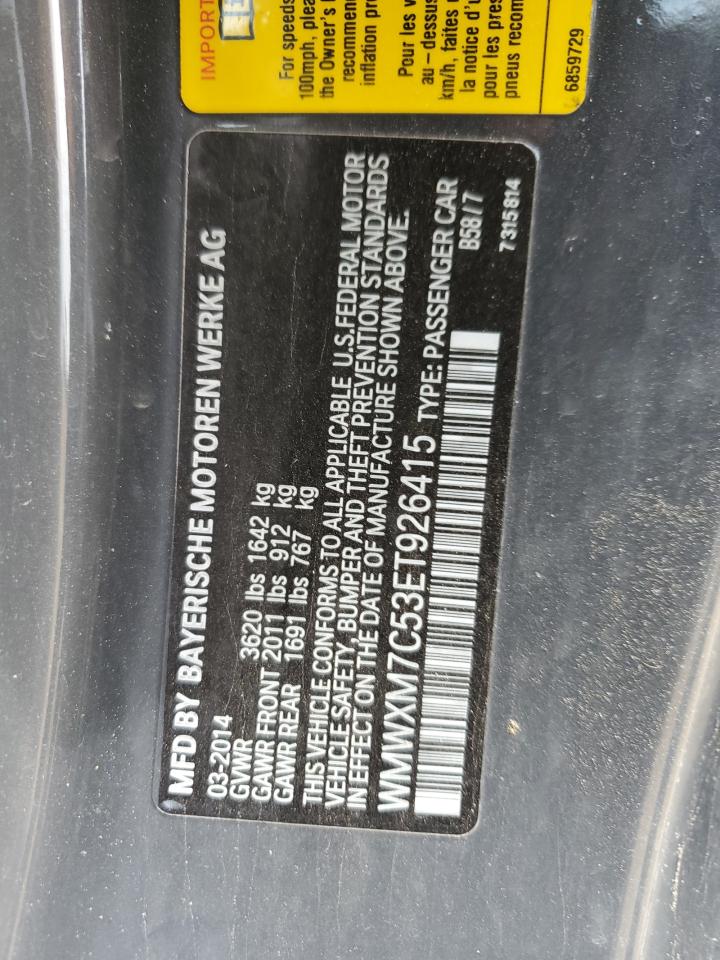 MFD BY BAYERISCHE MOTOREN WERKE AG
03-2014
GVWR 3620 lbs 1642 kg
GAWR FRONT 2011 lbs 912 kg
GAWR REAR 1691 lbs 767 kg
THIS VEHICLE CONFORMS TO ALL APPLICABLE U.S.FEDERAL MOTOR
VEHICLE SAFETY, BUMPER AND THEFT PREVENTION STANDARDS
IN EFFECT ON THE DATE OF MANUFACTURE SHOWN ABOVE.
WMWXM7C53ET926415 TYPE: PASSENGER CAR
B58/7
7 315 814
IMPORT
For speeds
100mph, plea
the Owner's
recommen
inflation pro
Pour les v
au-dessus
km/h, faites
la notice d'u
pour les pres
pneus recom
6859729